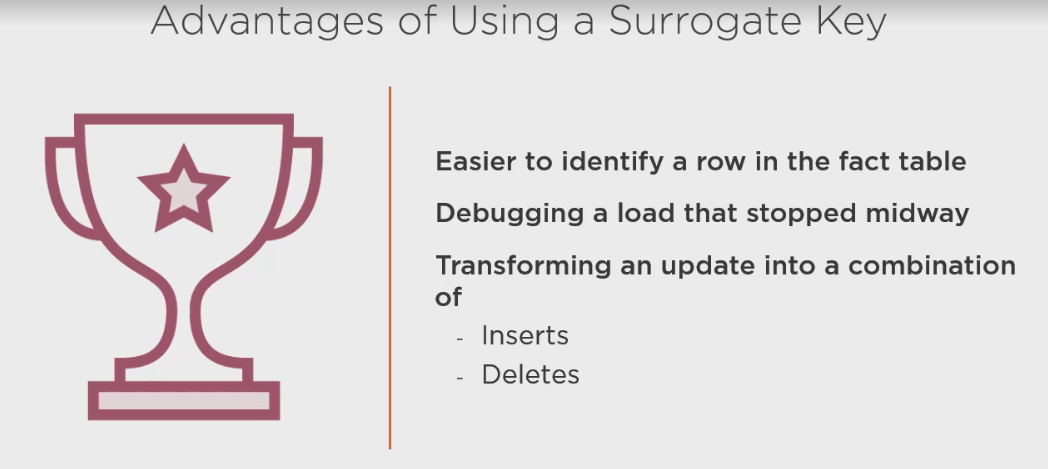 Advantages of Using a Surrogate Key
Easier to identify a row in the fact table
Debugging a load that stopped midway
Transforming an update into a combination
of
- Inserts
- Deletes